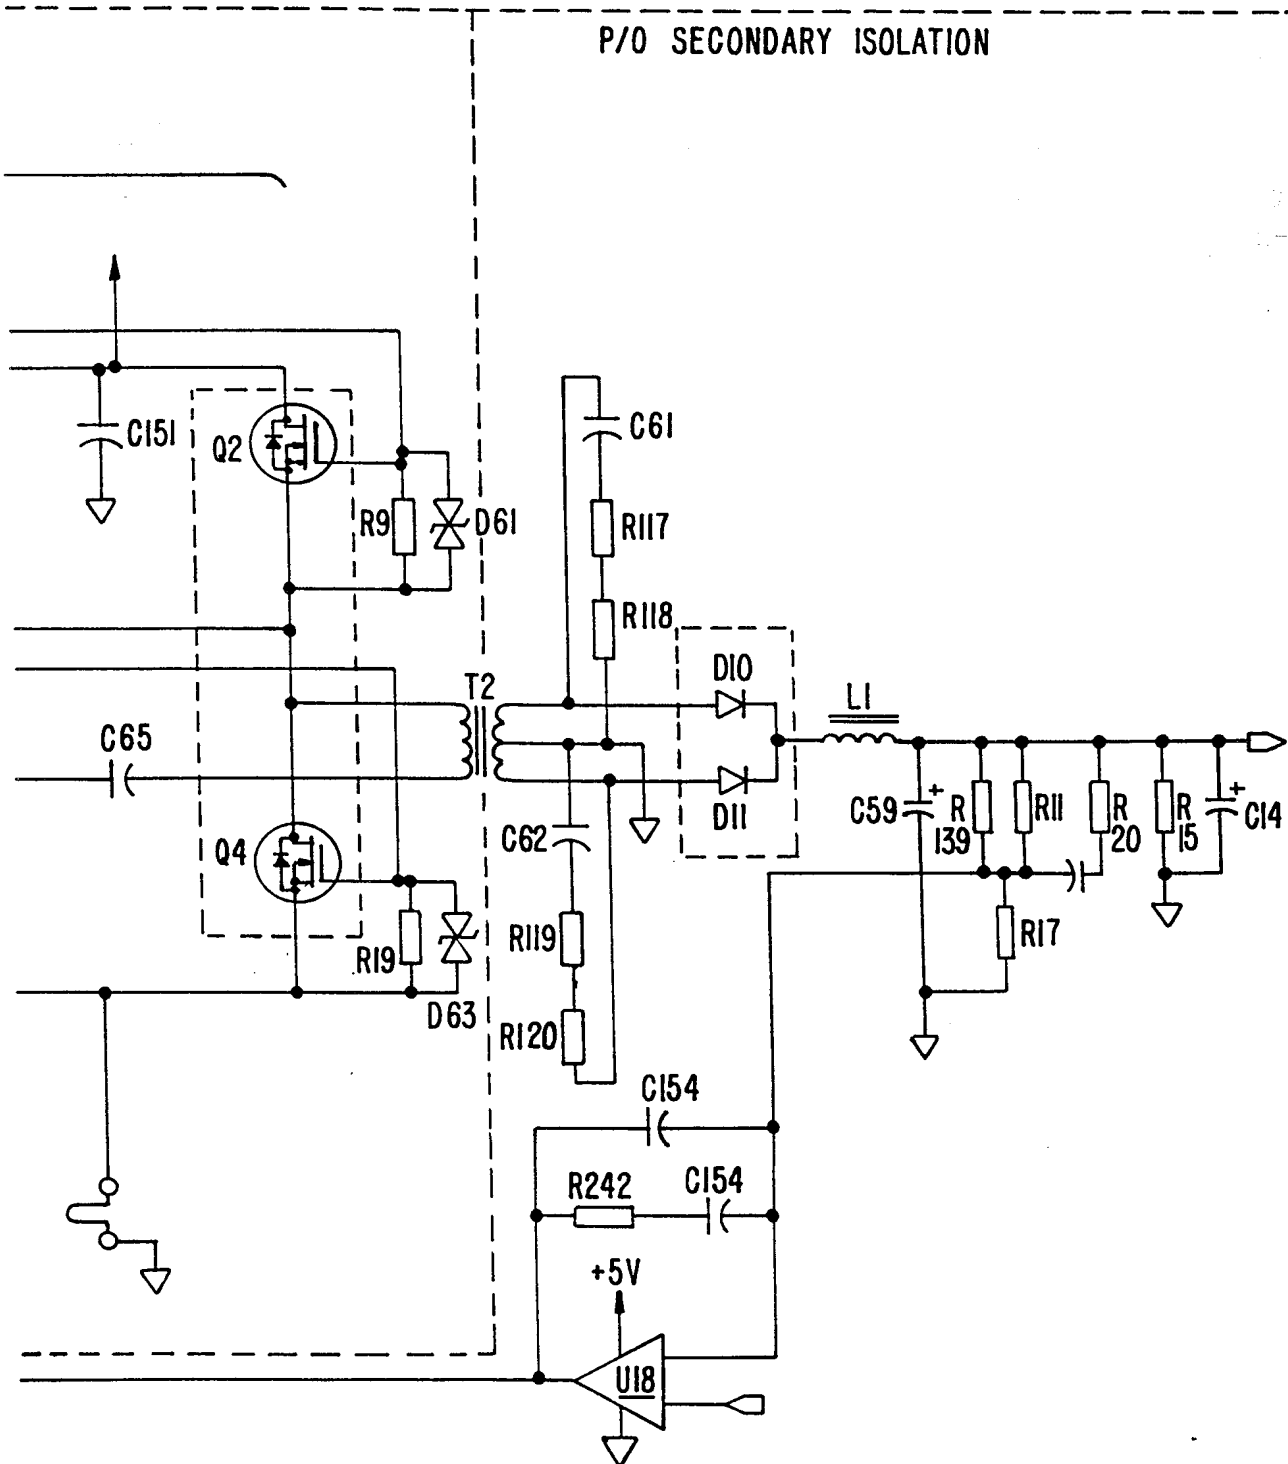 P/O SECONDARY ISOLATION
C151
Q2
C61
R9
D61
R117
R118
D10
T2
L1
C65
D11
C59
R
139
R11
R
20
R
15
C14
C62
Q4
R119
R17
R19
D63
R120
C154
R242
C154
+5V
U18